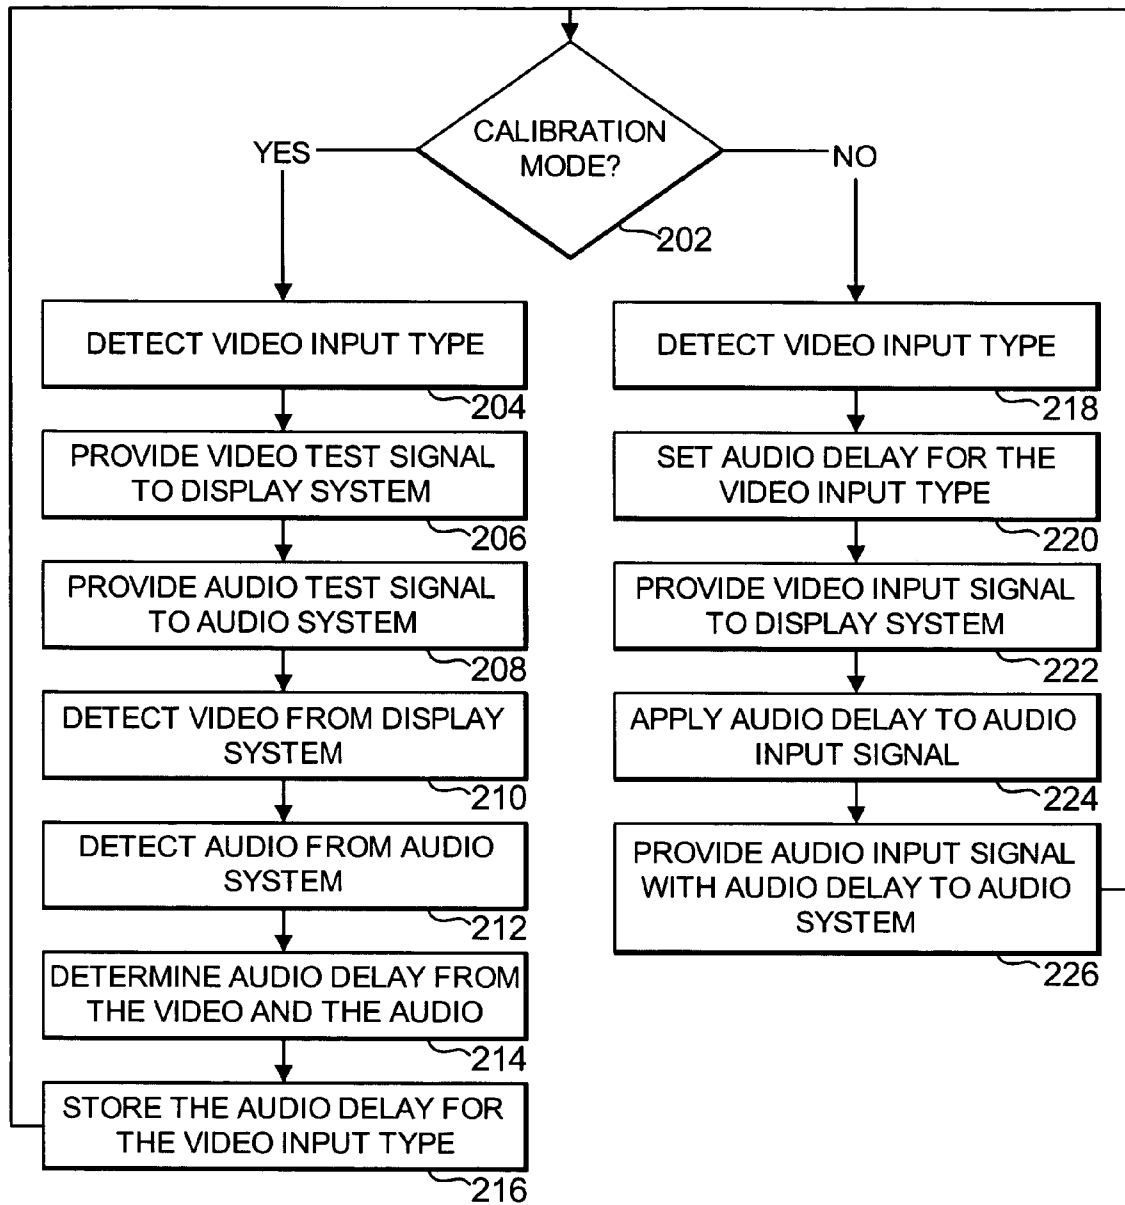 CALIBRATION
MODE?
YES
NO
202
DETECT VIDEO INPUT TYPE
204
PROVIDE VIDEO TEST SIGNAL
TO DISPLAY SYSTEM
206
PROVIDE AUDIO TEST SIGNAL
TO AUDIO SYSTEM
208
DETECT VIDEO FROM DISPLAY
SYSTEM
210
DETECT AUDIO FROM AUDIO
SYSTEM
212
DETERMINE AUDIO DELAY FROM
THE VIDEO AND THE AUDIO
214
STORE THE AUDIO DELAY FOR
THE VIDEO INPUT TYPE
216
DETECT VIDEO INPUT TYPE
218
SET AUDIO DELAY FOR THE
VIDEO INPUT TYPE
220
PROVIDE VIDEO INPUT SIGNAL
TO DISPLAY SYSTEM
222
APPLY AUDIO DELAY TO AUDIO
INPUT SIGNAL
224
PROVIDE AUDIO INPUT SIGNAL
WITH AUDIO DELAY TO AUDIO
SYSTEM
226